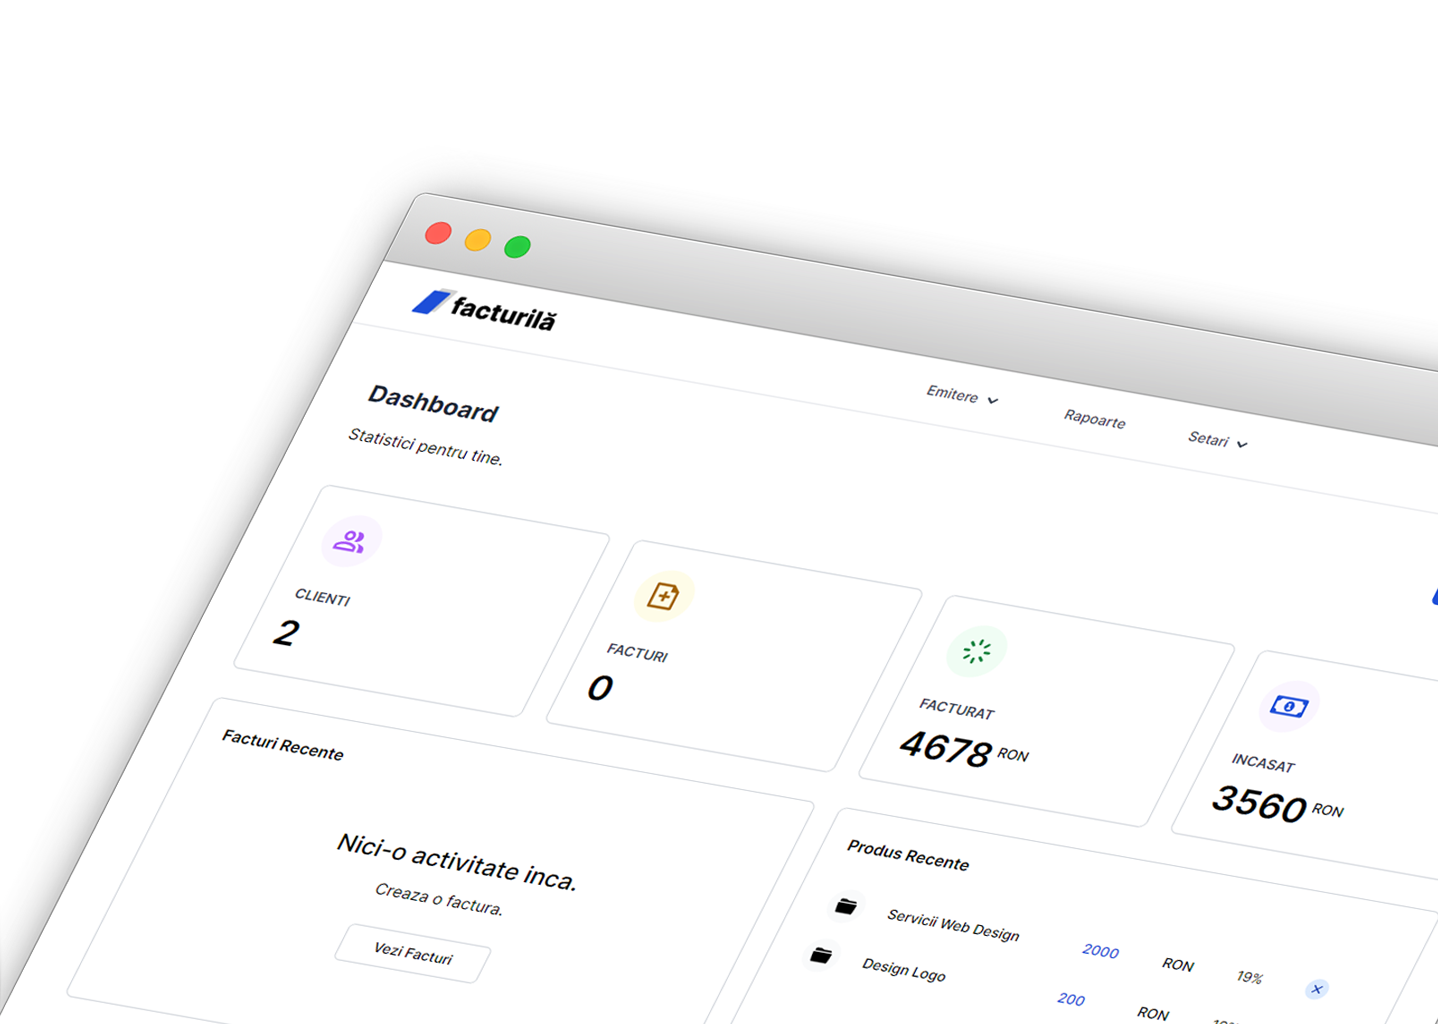 facturilă
Emitere
Rapoarte
Setari
Dashboard
Statistici pentru tine.
CLIENTI
2
FACTURI
0
FACTURAT
4678 RON
INCASAT
3560 RON
Facturi Recente
Nici-o activitate inca.
Creaza o factura.
Vezi Facturi
Produs Recente
Servicii Web Design 2000 RON 19%
Design Logo 200 RON